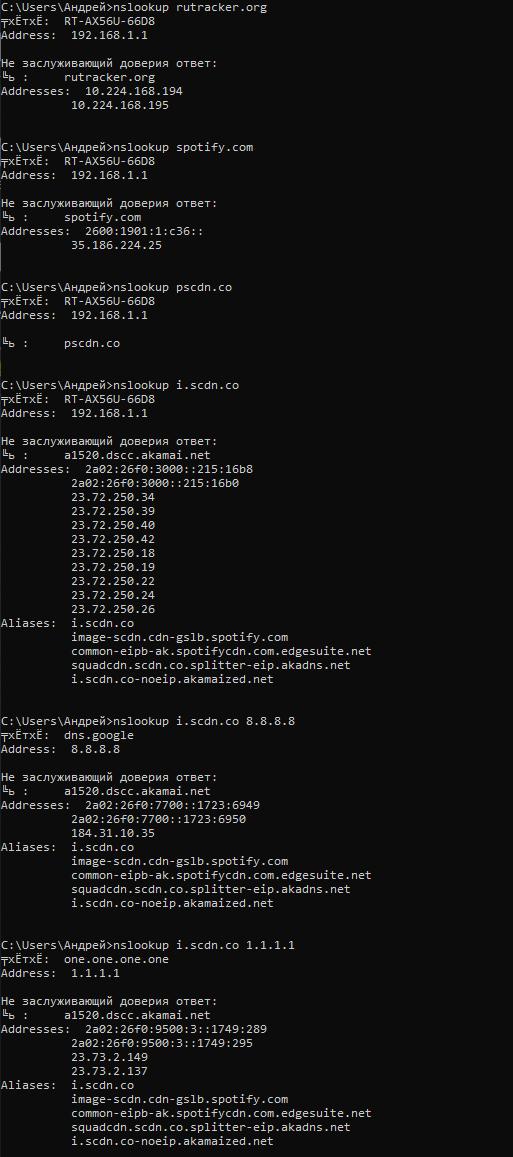 C:\Users\Андрей>nslookup rutracker.org
╤хЁтхЁ:  RT-AX56U-66D8
Address:  192.168.1.1
Не заслуживающий доверия ответ:
╚ь :     rutracker.org
Addresses:  10.224.168.194
10.224.168.195
C:\Users\Андрей>nslookup spotify.com
╤хЁтхЁ:  RT-AX56U-66D8
Address:  192.168.1.1
Не заслуживающий доверия ответ:
╚ь :     spotify.com
Addresses:  2600:1901:1:c36::
35.186.224.25
C:\Users\Андрей>nslookup pscdn.co
╤хЁтхЁ:  RT-AX56U-66D8
Address:  192.168.1.1
╚ь :     pscdn.co
C:\Users\Андрей>nslookup i.scdn.co
╤хЁтхЁ:  RT-AX56U-66D8
Address:  192.168.1.1
Не заслуживающий доверия ответ:
╚ь :     a1520.dscc.akamai.net
Addresses:  2a02:26f0:3000::215:16b8
2a02:26f0:3000::215:16b0
23.72.250.34
23.72.250.39
23.72.250.40
23.72.250.42
23.72.250.18
23.72.250.19
23.72.250.22
23.72.250.24
23.72.250.26
Aliases:  i.scdn.co
image-scdn.cdn-gslb.spotify.com
common-eipb-ak.spotifycdn.com.edgesuite.net
squadcdn.scdn.co.splitter-eip.akadns.net
i.scdn.co-noeip.akamaized.net
C:\Users\Андрей>nslookup i.scdn.co 8.8.8.8
╤хЁтхЁ:  dns.google
Address:  8.8.8.8
Не заслуживающий доверия ответ:
╚ь :     a1520.dscc.akamai.net
Addresses:  2a02:26f0:7700::1723:6949
2a02:26f0:7700::1723:6950
184.31.10.35
Aliases:  i.scdn.co
image-scdn.cdn-gslb.spotify.com
common-eipb-ak.spotifycdn.com.edgesuite.net
squadcdn.scdn.co.splitter-eip.akadns.net
i.scdn.co-noeip.akamaized.net
C:\Users\Андрей>nslookup i.scdn.co 1.1.1.1
╤хЁтхЁ:  one.one.one.one
Address:  1.1.1.1
Не заслуживающий доверия ответ:
╚ь :     a1520.dscc.akamai.net
Addresses:  2a02:26f0:9500:3::1749:289
2a02:26f0:9500:3::1749:295
23.73.2.149
23.73.2.137
Aliases:  i.scdn.co
image-scdn.cdn-gslb.spotify.com
common-eipb-ak.spotifycdn.com.edgesuite.net
squadcdn.scdn.co.splitter-eip.akadns.net
i.scdn.co-noeip.akamaized.net